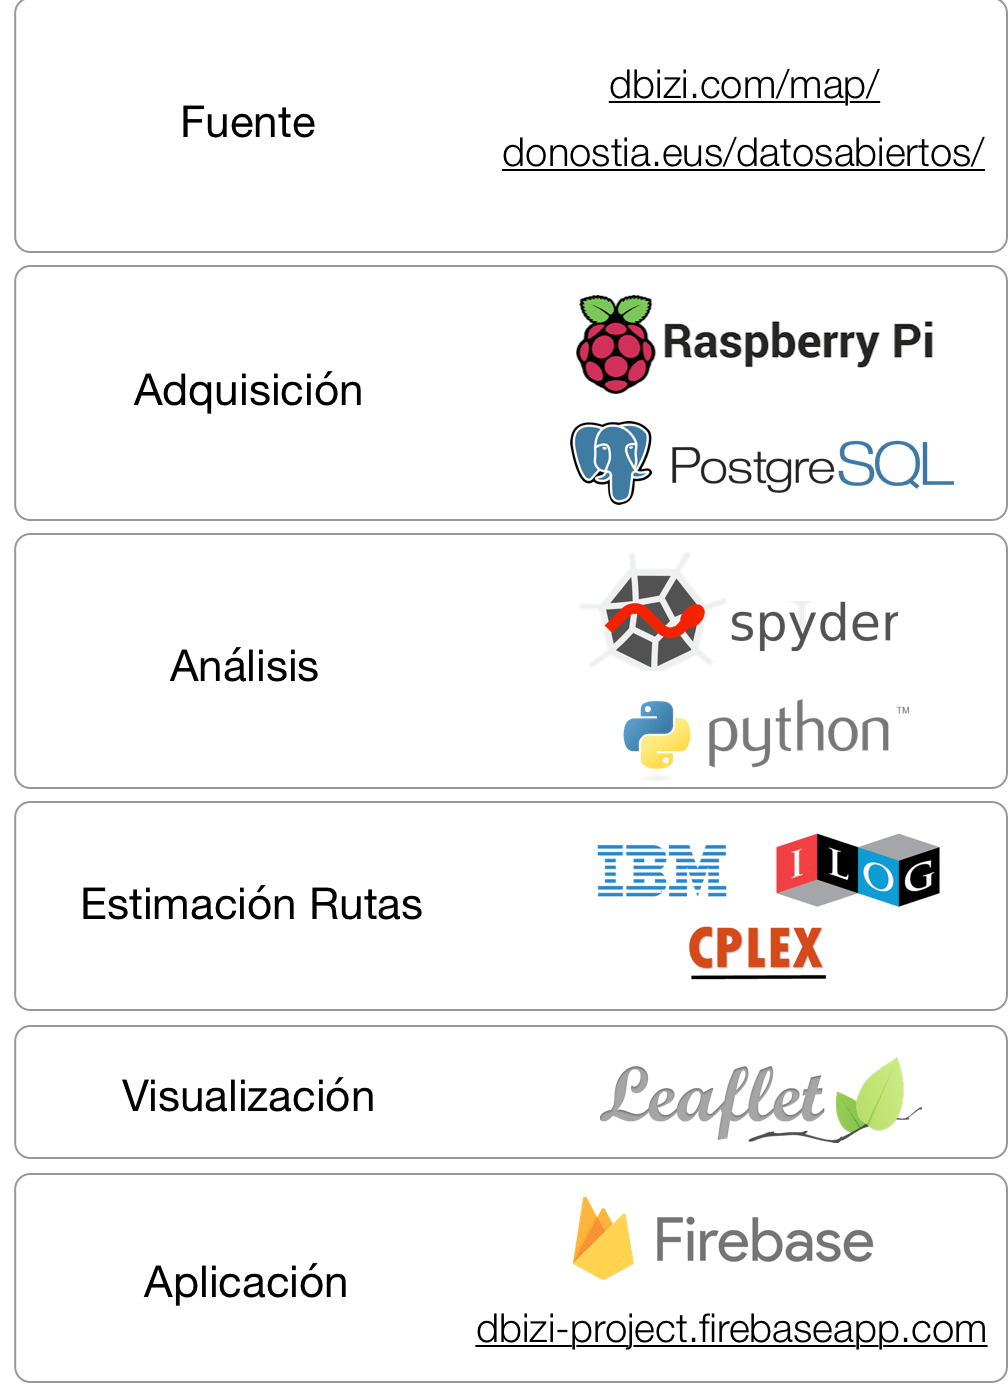 Fuente
dbizi.com/map/
donostia.eus/datosabiertos/
Adquisición
Raspberry Pi
PostgreSQL
Análisis
spyder
python™
Estimación Rutas
IBM
ILOG
CPLEX
Visualización
Leaflet
Aplicación
Firebase
dbizi-project.firebaseapp.com